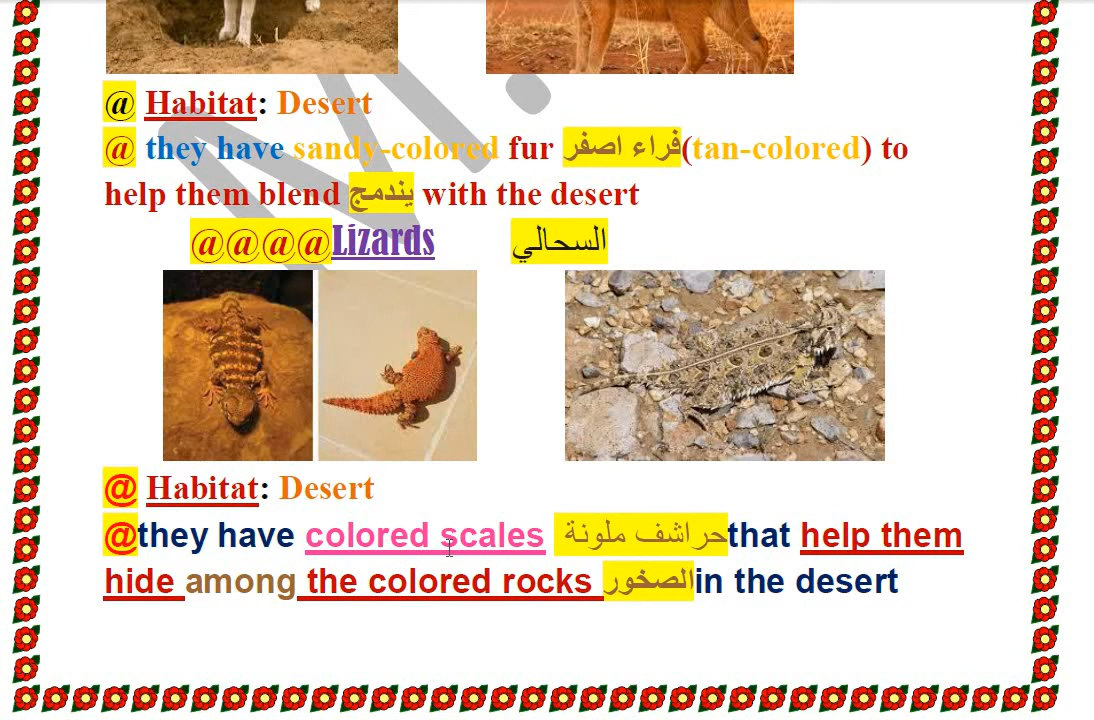 @ Habitat: Desert
@ they have sandy-colored fur فراء اصفر(tan-colored) to
help them blend يندمج with the desert
@@@@Lizards السحالي
@ Habitat: Desert
@they have colored scales حراشف ملونة that help them
hide among the colored rocks الصخور in the desert